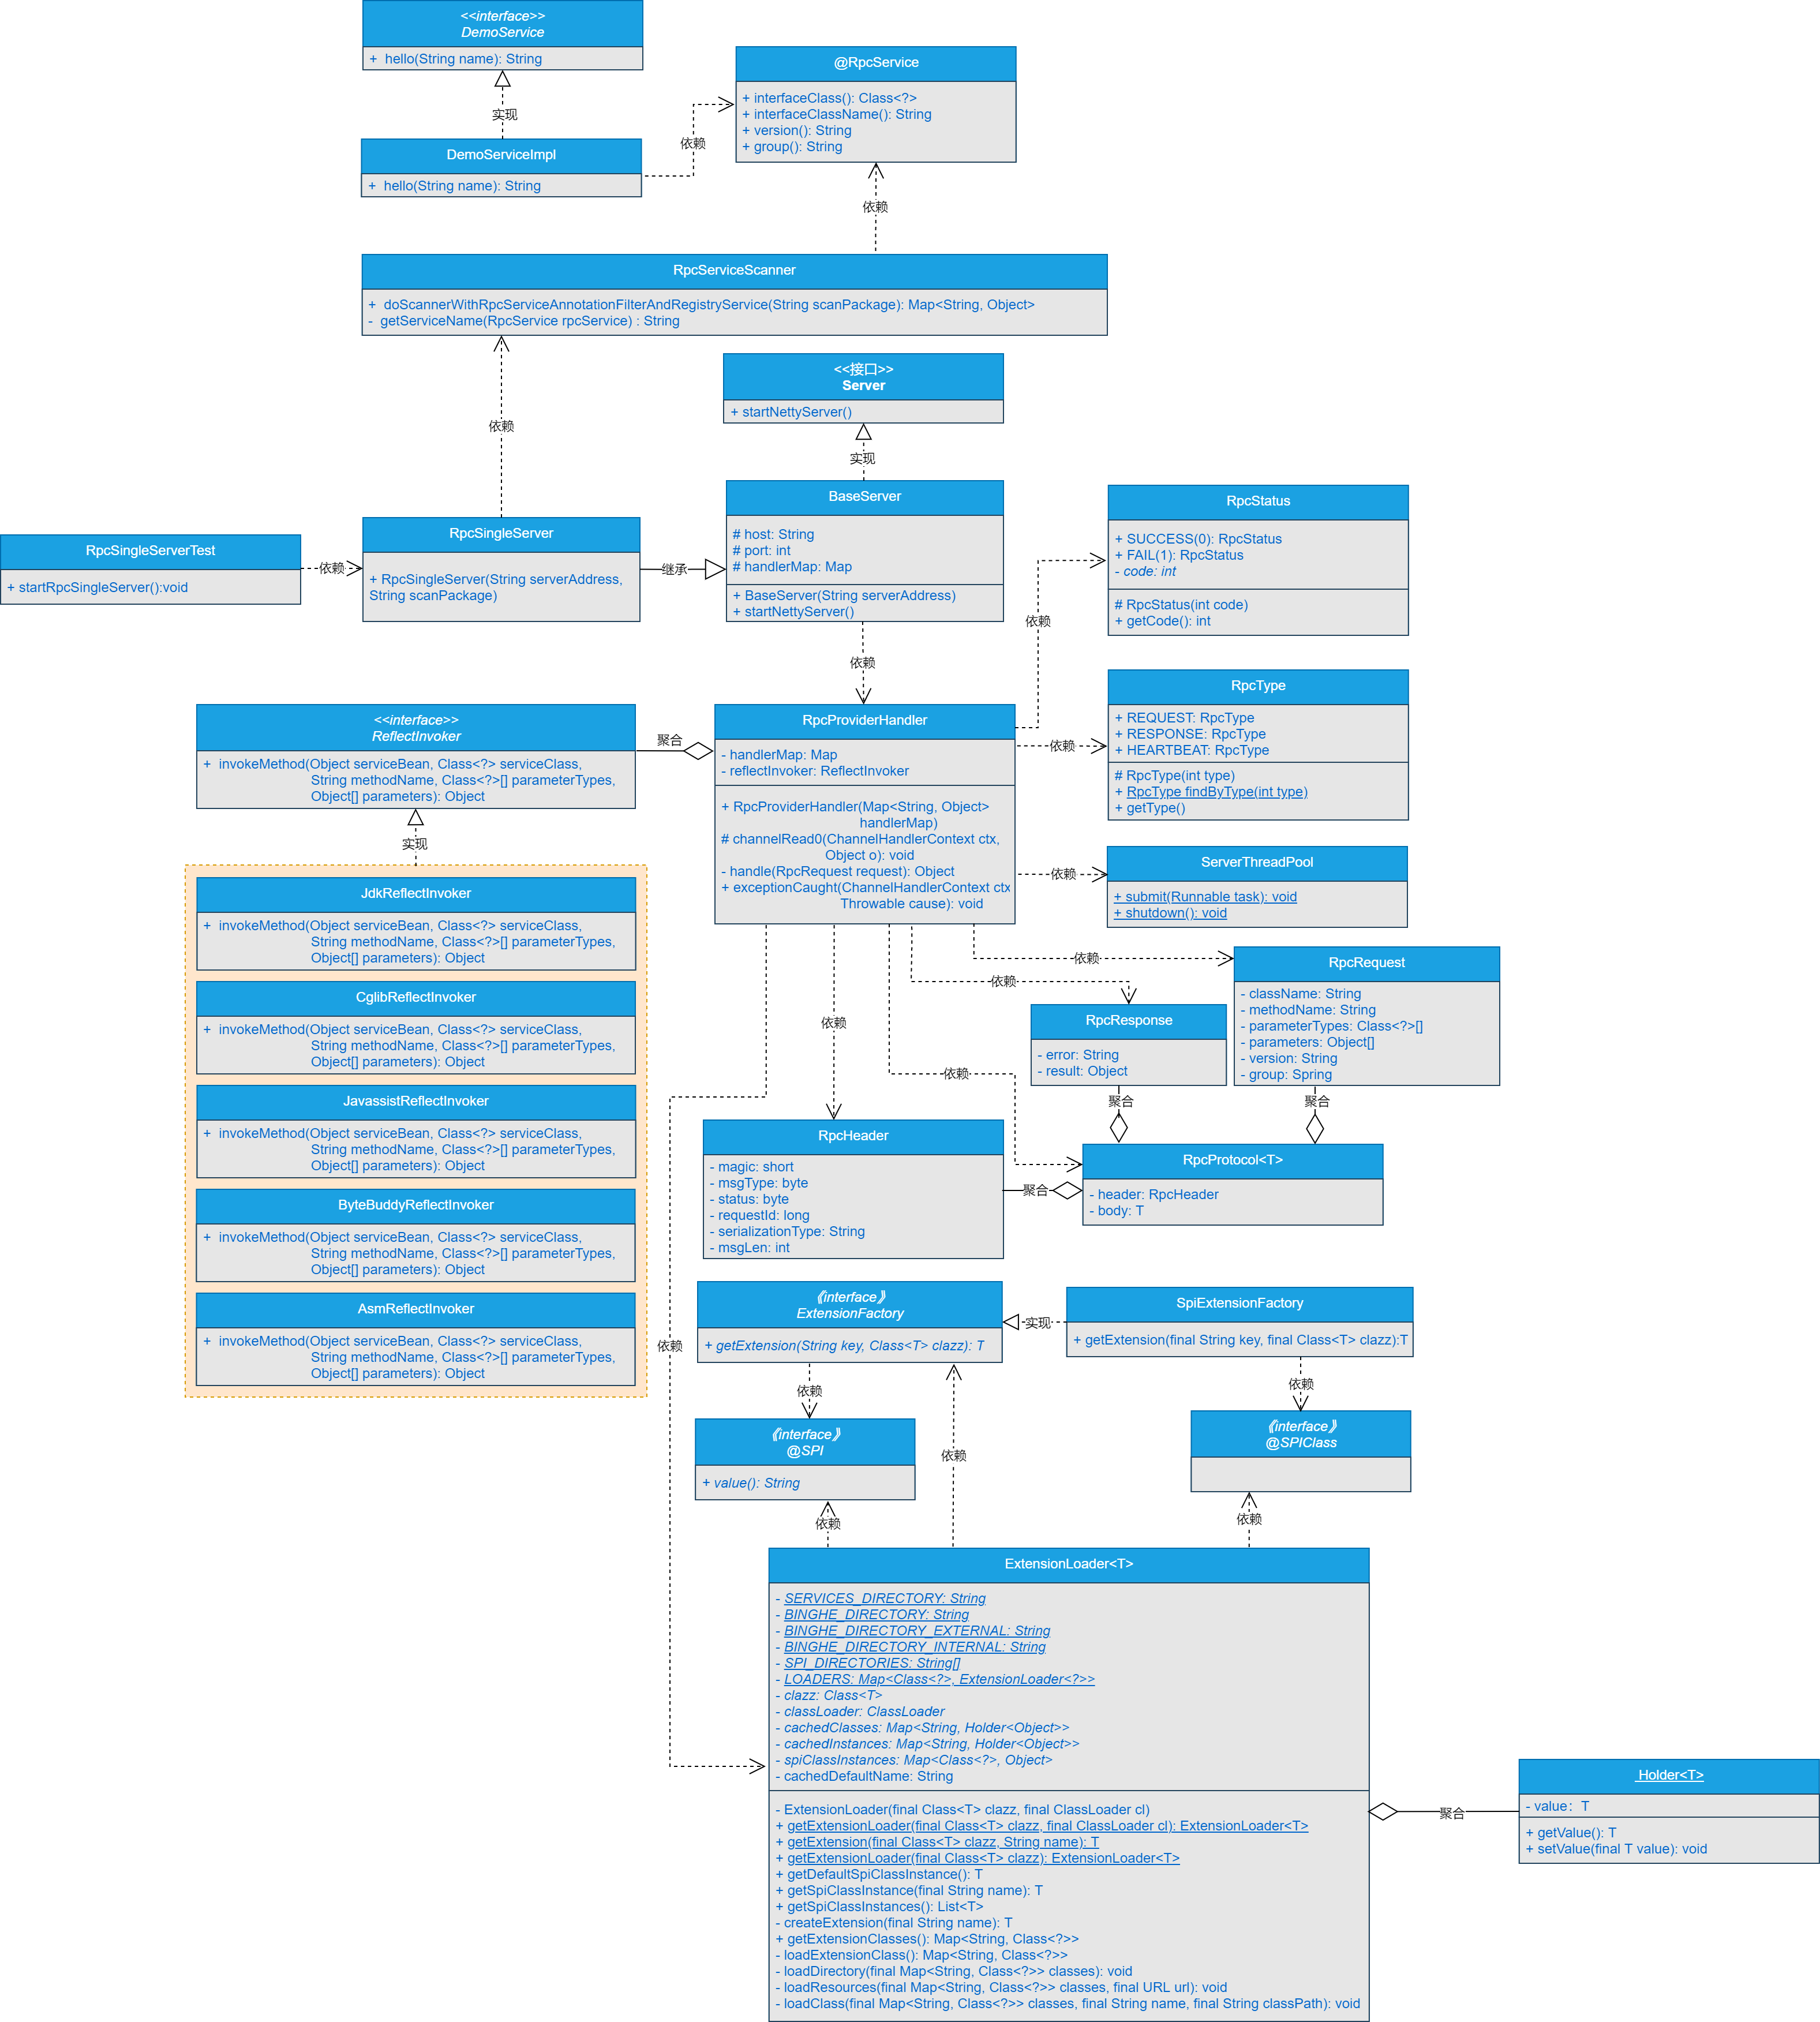 <<interface>>
DemoService
+ hello(String name): String
实现
DemoServiceImpl
+ hello(String name): String
依赖
@RpcService
+ interfaceClass(): Class<?>
+ interfaceClassName(): String
+ version(): String
+ group(): String
依赖
RpcServiceScanner
+ doScannerWithRpcServiceAnnotationFilterAndRegistryService(String scanPackage): Map<String, Object>
- getServiceName(RpcService rpcService) : String
依赖
<<接口>>
Server
+ startNettyServer()
实现
RpcSingleServerTest
+ startRpcSingleServer():void
依赖
RpcSingleServer
+ RpcSingleServer(String serverAddress,
String scanPackage)
继承
BaseServer
# host: String
# port: int
# handlerMap: Map
+ BaseServer(String serverAddress)
+ startNettyServer()
依赖
RpcStatus
+ SUCCESS(0): RpcStatus
+ FAIL(1): RpcStatus
- code: int
# RpcStatus(int code)
+ getCode(): int
依赖
RpcType
+ REQUEST: RpcType
+ RESPONSE: RpcType
+ HEARTBEAT: RpcType
# RpcType(int type)
+ RpcType findByType(int type)
+ getType()
依赖
<<interface>>
ReflectInvoker
+ invokeMethod(Object serviceBean, Class<?> serviceClass,
String methodName, Class<?>[] parameterTypes,
Object[] parameters): Object
聚合
RpcProviderHandler
- handlerMap: Map
- reflectInvoker: ReflectInvoker
+ RpcProviderHandler(Map<String, Object>
handlerMap)
# channelRead0(ChannelHandlerContext ctx,
Object o): void
- handle(RpcRequest request): Object
+ exceptionCaught(ChannelHandlerContext ctx
Throwable cause): void
依赖
ServerThreadPool
+ submit(Runnable task): void
+ shutdown(): void
实现
JdkReflectInvoker
+ invokeMethod(Object serviceBean, Class<?> serviceClass,
String methodName, Class<?>[] parameterTypes,
Object[] parameters): Object
CglibReflectInvoker
+ invokeMethod(Object serviceBean, Class<?> serviceClass,
String methodName, Class<?>[] parameterTypes,
Object[] parameters): Object
JavassistReflectInvoker
+ invokeMethod(Object serviceBean, Class<?> serviceClass,
String methodName, Class<?>[] parameterTypes,
Object[] parameters): Object
ByteBuddyReflectInvoker
+ invokeMethod(Object serviceBean, Class<?> serviceClass,
String methodName, Class<?>[] parameterTypes,
Object[] parameters): Object
AsmReflectInvoker
+ invokeMethod(Object serviceBean, Class<?> serviceClass,
String methodName, Class<?>[] parameterTypes,
Object[] parameters): Object
依赖
RpcRequest
- className: String
- methodName: String
- parameterTypes: Class<?>[]
- parameters: Object[]
- version: String
- group: Spring
依赖
RpcResponse
- error: String
- result: Object
依赖
依赖
聚合
聚合
RpcHeader
- magic: short
- msgType: byte
- status: byte
- requestId: long
- serializationType: String
- msgLen: int
聚合
RpcProtocol<T>
- header: RpcHeader
- body: T
依赖
《interface》
ExtensionFactory
+ getExtension(String key, Class<T> clazz): T
实现
SpiExtensionFactory
+ getExtension(final String key, final Class<T> clazz):T
依赖
依赖
《interface》
@SPI
+ value(): String
依赖
《interface》
@SPIClass
依赖
依赖
ExtensionLoader<T>
- SERVICES_DIRECTORY: String
- BINGHE_DIRECTORY: String
- BINGHE_DIRECTORY_EXTERNAL: String
- BINGHE_DIRECTORY_INTERNAL: String
- SPI_DIRECTORIES: String[]
- LOADERS: Map<Class<?>, ExtensionLoader<?>>
- clazz: Class<T>
- classLoader: ClassLoader
- cachedClasses: Map<String, Holder<Object>>
- cachedInstances: Map<String, Holder<Object>>
- spiClassInstances: Map<Class<?>, Object>
- cachedDefaultName: String
- ExtensionLoader(final Class<T> clazz, final ClassLoader cl)
+ getExtensionLoader(final Class<T> clazz, final ClassLoader cl): ExtensionLoader<T>
+ getExtension(final Class<T> clazz, String name): T
+ getExtensionLoader(final Class<T> clazz): ExtensionLoader<T>
+ getDefaultSpiClassInstance(): T
+ getSpiClassInstance(final String name): T
+ getSpiClassInstances(): List<T>
- createExtension(final String name): T
+ getExtensionClasses(): Map<String, Class<?>>
- loadExtensionClass(): Map<String, Class<?>>
- loadDirectory(final Map<String, Class<?>> classes): void
- loadResources(final Map<String, Class<?>> classes, final URL url): void
- loadClass(final Map<String, Class<?>> classes, final String name, final String classPath): void
聚合
Holder<T>
- value：T
+ getValue(): T
+ setValue(final T value): void